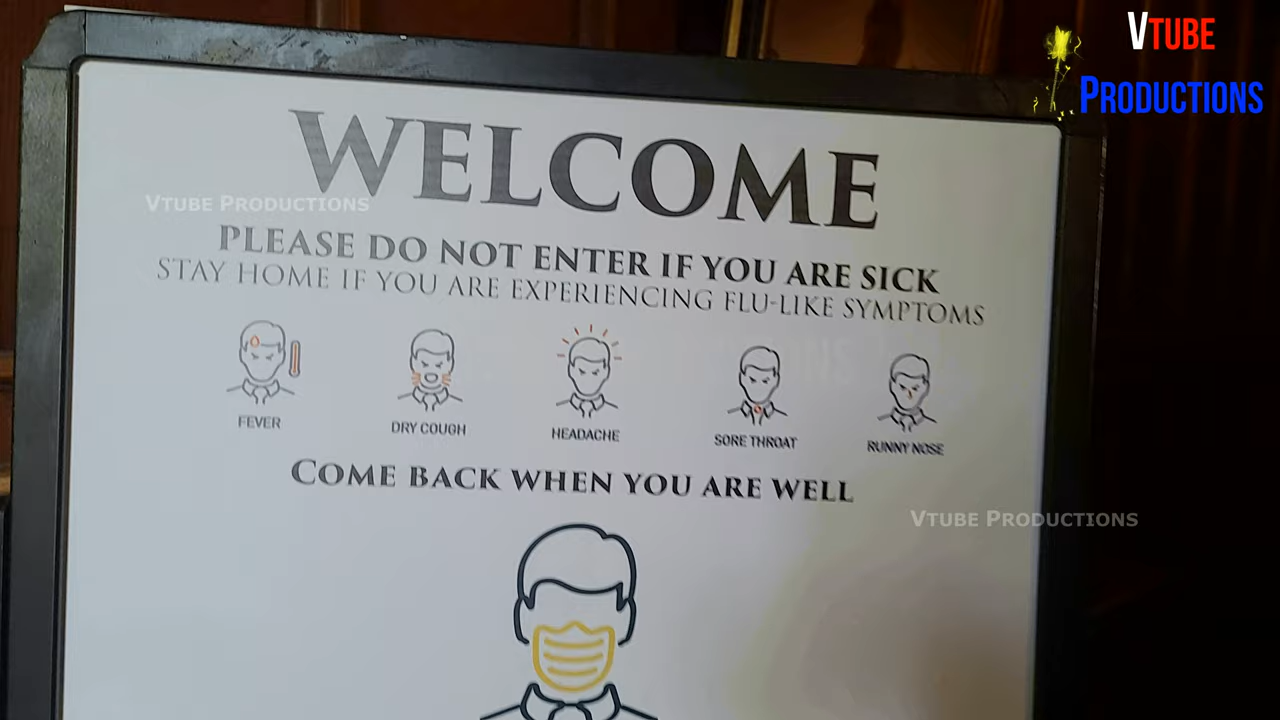 VTUBE
PRODUCTIONS
WELCOME
VTUBE PRODUCTIONS
PLEASE DO NOT ENTER IF YOU ARE SICK
STAY HOME IF YOU ARE EXPERIENCING FLU-LIKE SYMPTOMS
FEVER
DRY COUGH
HEADACHE
SORE THROAT
RUNNY NOSE
COME BACK WHEN YOU ARE WELL
VTUBE PRODUCTIONS